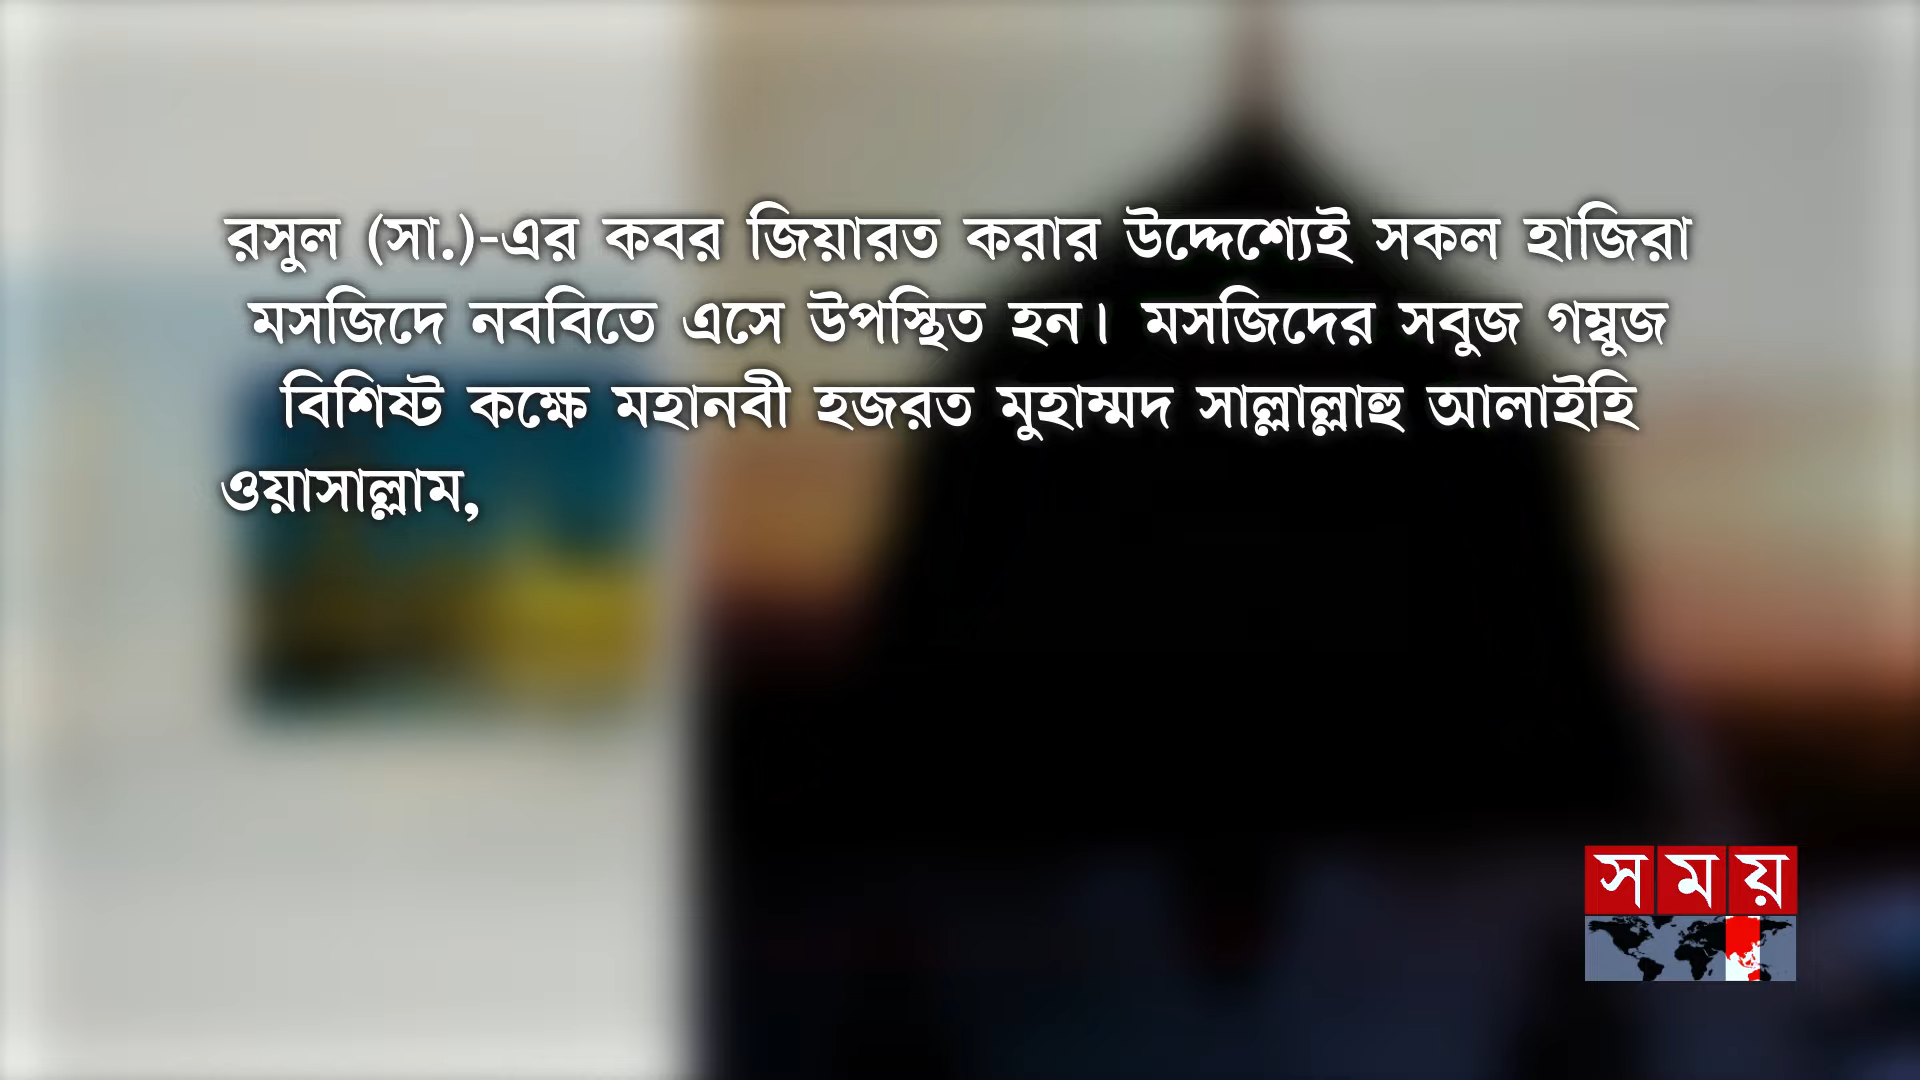 রসুল (সা.)-এর কবর জিয়ারত করার উদ্দেশ্যেই সকল হাজিরা
মসজিদে নববিতে এসে উপস্থিত হন। মসজিদের সবুজ গম্বুজ
বিশিষ্ট কক্ষে মহানবী হজরত মুহাম্মদ সাল্লাল্লাহু আলাইহি
ওয়াসাল্লাম,
সময়